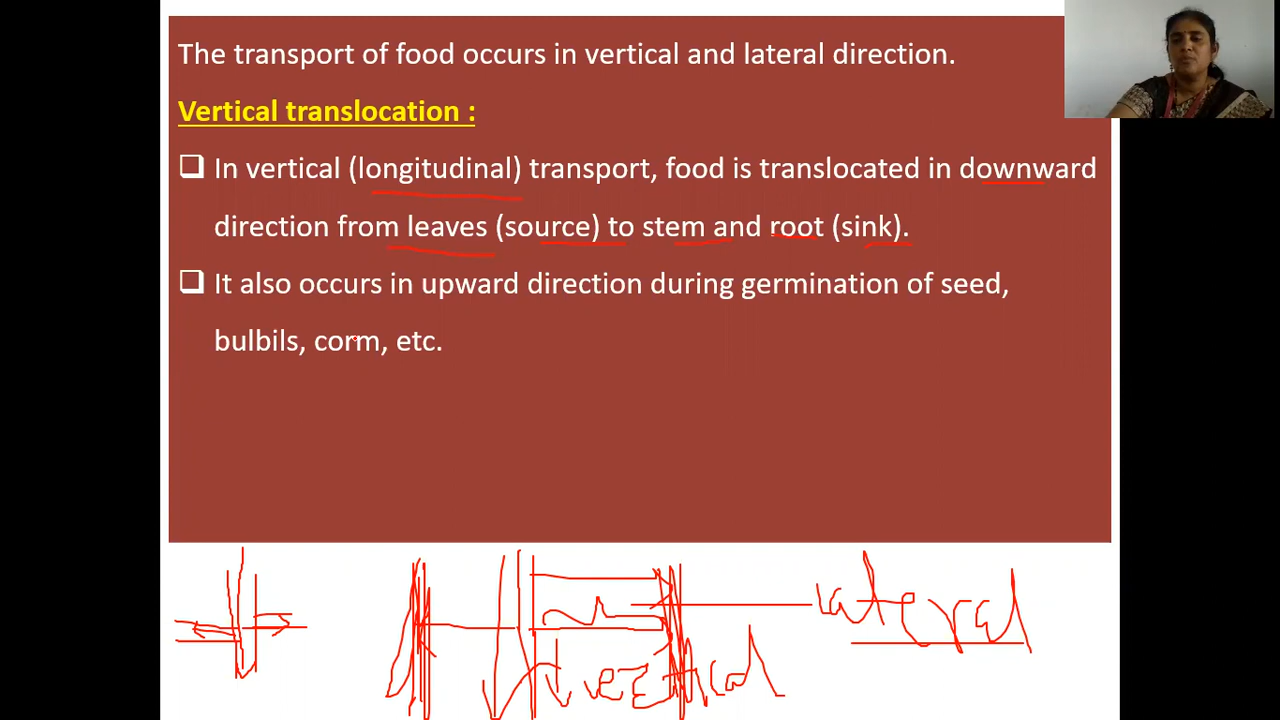 The transport of food occurs in vertical and lateral direction.
Vertical translocation :
❑ In vertical (longitudinal) transport, food is translocated in downward
direction from leaves (source) to stem and root (sink).
❑ It also occurs in upward direction during germination of seed,
bulbils, corm, etc.
lateral
vertical